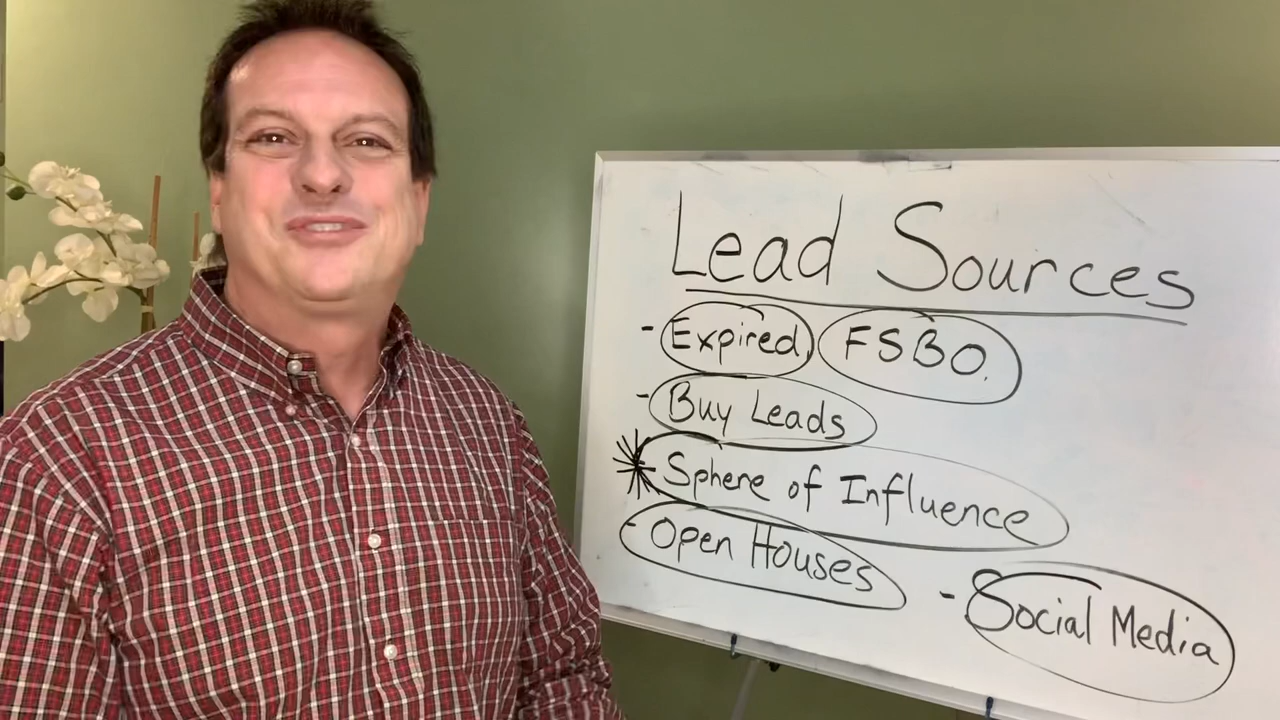 Lead Sources
- Expired FSBO.
- Buy Leads
* Sphere of Influence
- Open Houses
- Social Media